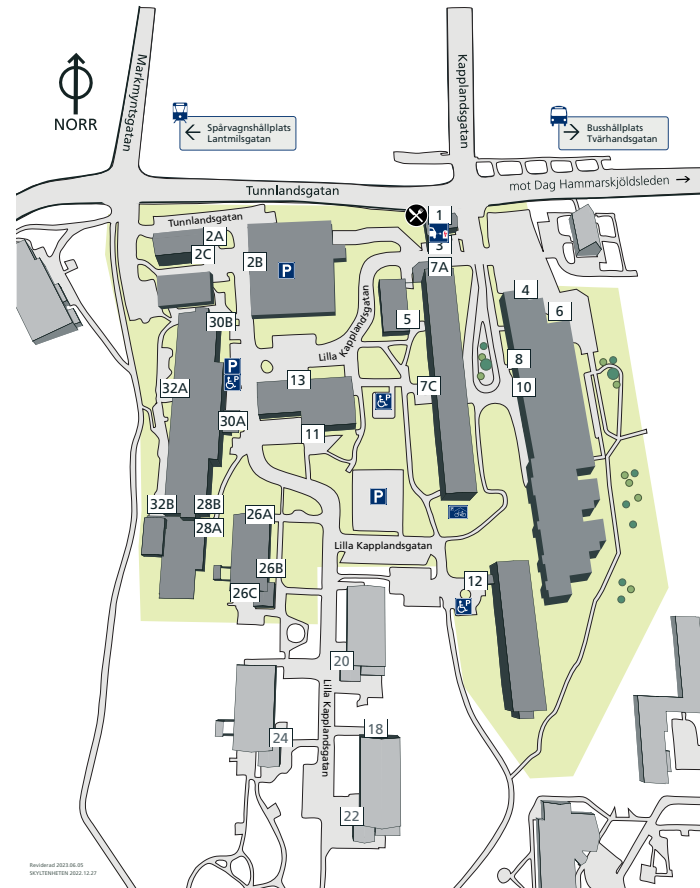 Markmyntsgatan
Kapplandsgatan
NORR
Spårvagnshållplats
Lantmilsgatan
Busshållplats
Tvärhandsgatan
Tunnlandsgatan
mot Dag Hammarskjöldsleden
Tunnlandsgatan
1
2A
2C
2B
P
3
7A
4
6
5
30B
Lilla Kapplandsgatan
P
P
8
13
32A
7C
10
P
30A
11
P
32B
28B
26A
28A
Lilla Kapplandsgatan
26B
12
26C
P
20
Lilla Kapplandsgatan
18
24
22
Reviderad 2023.06.05
SKYLTENHETEN 2022.12.27